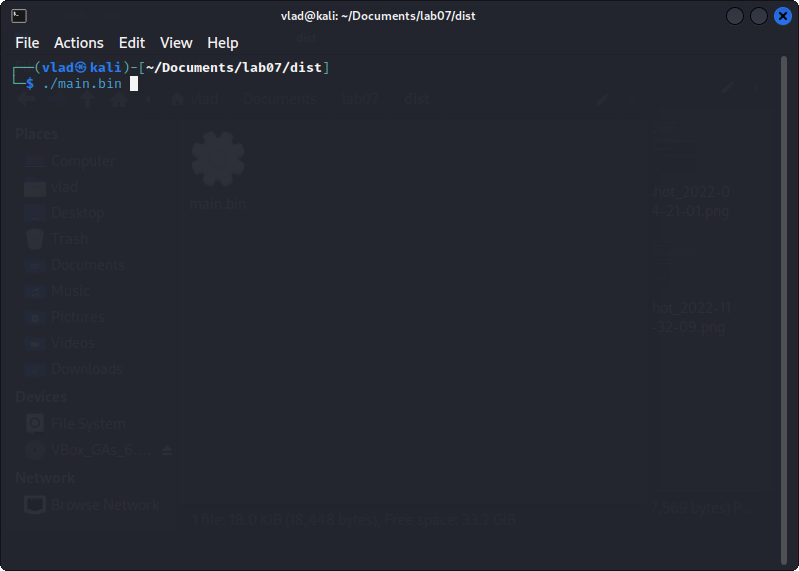 vlad@kali: ~/Documents/lab07/dist
File Actions Edit View Help
┌──(vlad㉿kali)-[~/Documents/lab07/dist]
└─$ ./main.bin
vlad Documents lab07 dist
Places
Computer
vlad
Desktop
Trash
Documents
Music
Pictures
Videos
Downloads
Devices
File System
VBox_GAs_6....
Network
Browse Network
main.bin
hot_2022-0
4-21-01.png
hot_2022-11
-22-09.png